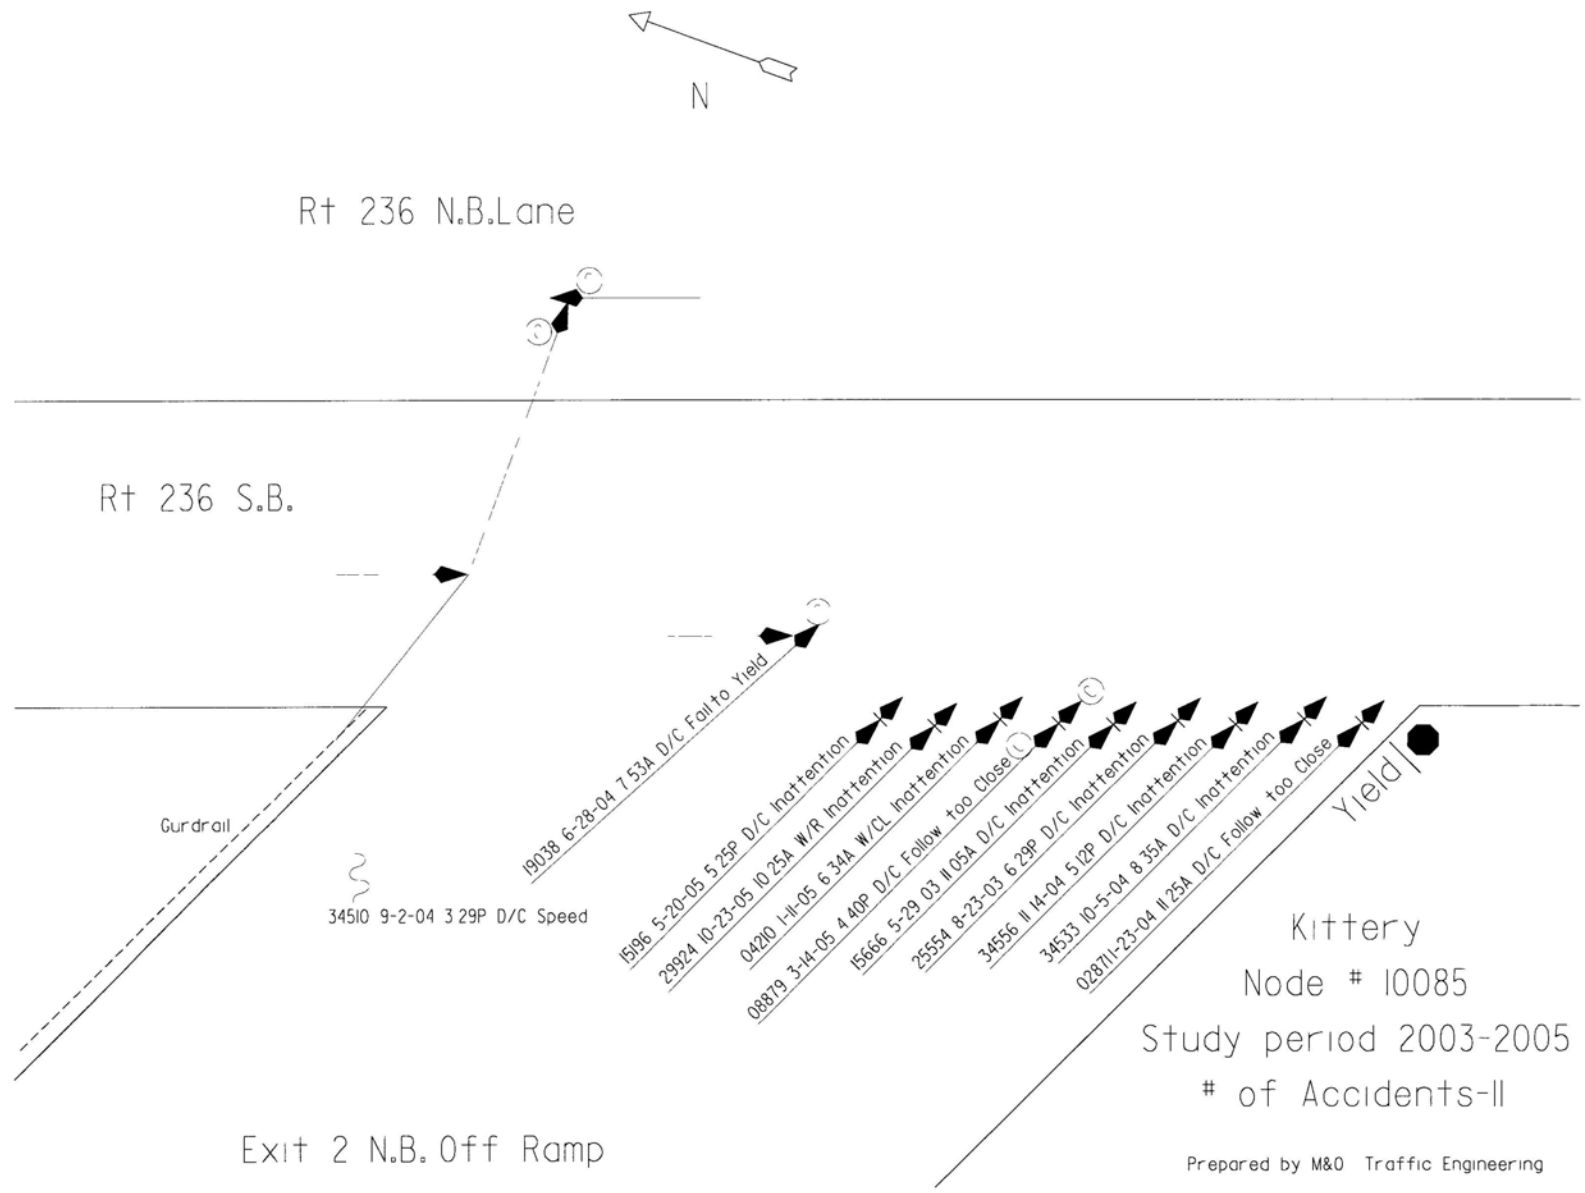 N
Rt 236 N.B.Lane
C
C
Rt 236 S.B.
C
19038 6-28-04 7 53A D/C Fail to Yield
15196 5-20-05 5 25P D/C Inattention
29924 10-23-05 10 25A W/R Inattention
04210 1-11-05 6 34A W/CL Inattention
C
C
08879 3-14-05 4 40P D/C Follow too Close
15666 5-29 03 11 05A D/C Inattention
25554 8-23-03 6 29P D/C Inattention
34556 11 14-04 5 12P D/C Inattention
34533 10-5-04 8 35A D/C Inattention
02871 1-23-04 11 25A D/C Follow too Close
Yield
Gurdrail
34510 9-2-04 3 29P D/C Speed
Kittery
Node # 10085
Study period 2003-2005
# of Accidents-11
Exit 2 N.B. Off Ramp
Prepared by M&O Traffic Engineering